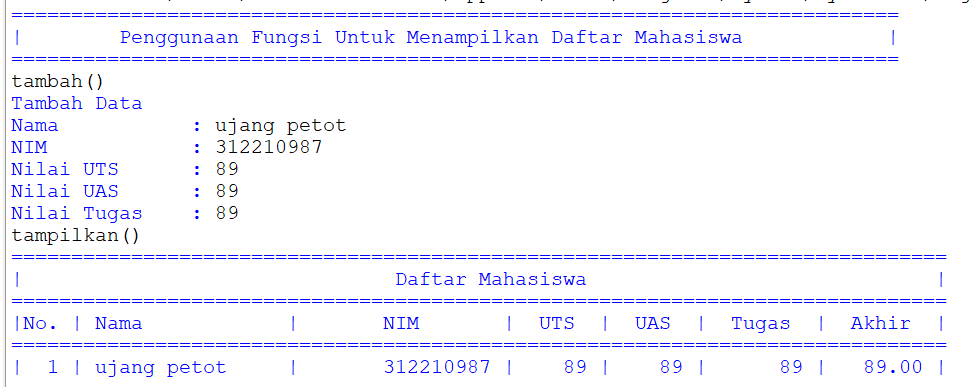 ==========================================================================
|        Penggunaan Fungsi Untuk Menampilkan Daftar Mahasiswa            |
==========================================================================
tambah()
Tambah Data
Nama           : ujang petot
NIM            : 312210987
Nilai UTS      : 89
Nilai UAS      : 89
Nilai Tugas    : 89
tampilkan()
==============================================================================
|                               Daftar Mahasiswa                             |
==============================================================================
|No. | Nama            |       NIM       |  UTS  |  UAS  |  Tugas  |  Akhir  |
==============================================================================
|  1 | ujang petot     |       312210987 |    89 |    89 |      89 |   89.00 |